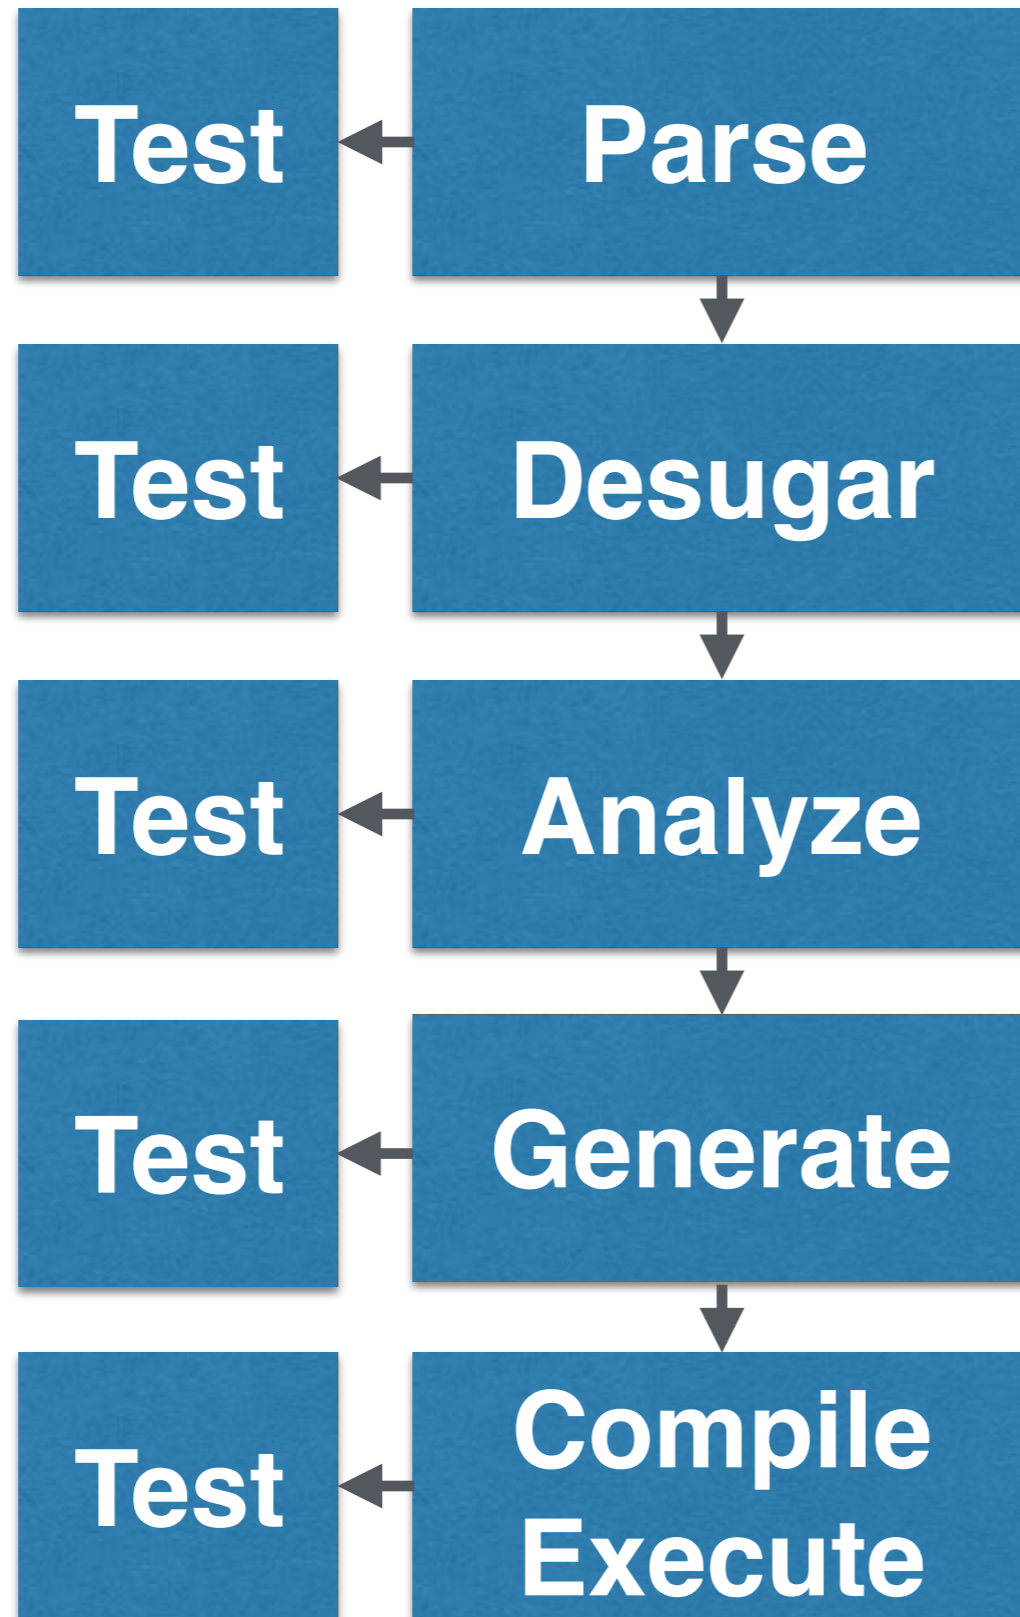 Test
Parse
Test
Desugar
Test
Analyze
Test
Generate
Test
Compile
Execute